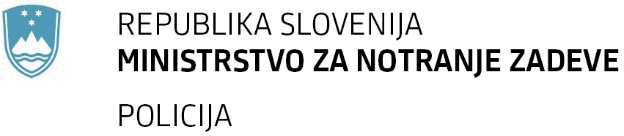 REPUBLIKA SLOVENIJA
MINISTRSTVO ZA NOTRANJE ZADEVE
POLICIJA